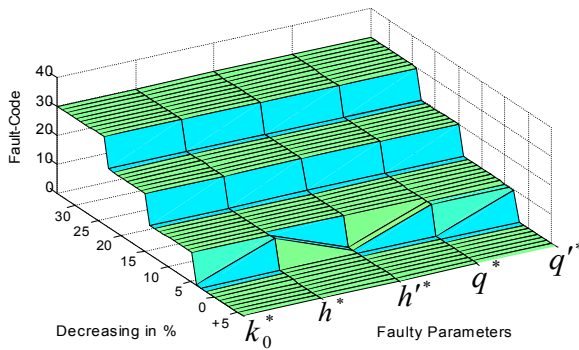 40
30
20
10
0
Fault-Code
30
25
20
15
10
5
0
+5
Decreasing in %
k₀*
h*
h'*
q*
q'*
Faulty Parameters